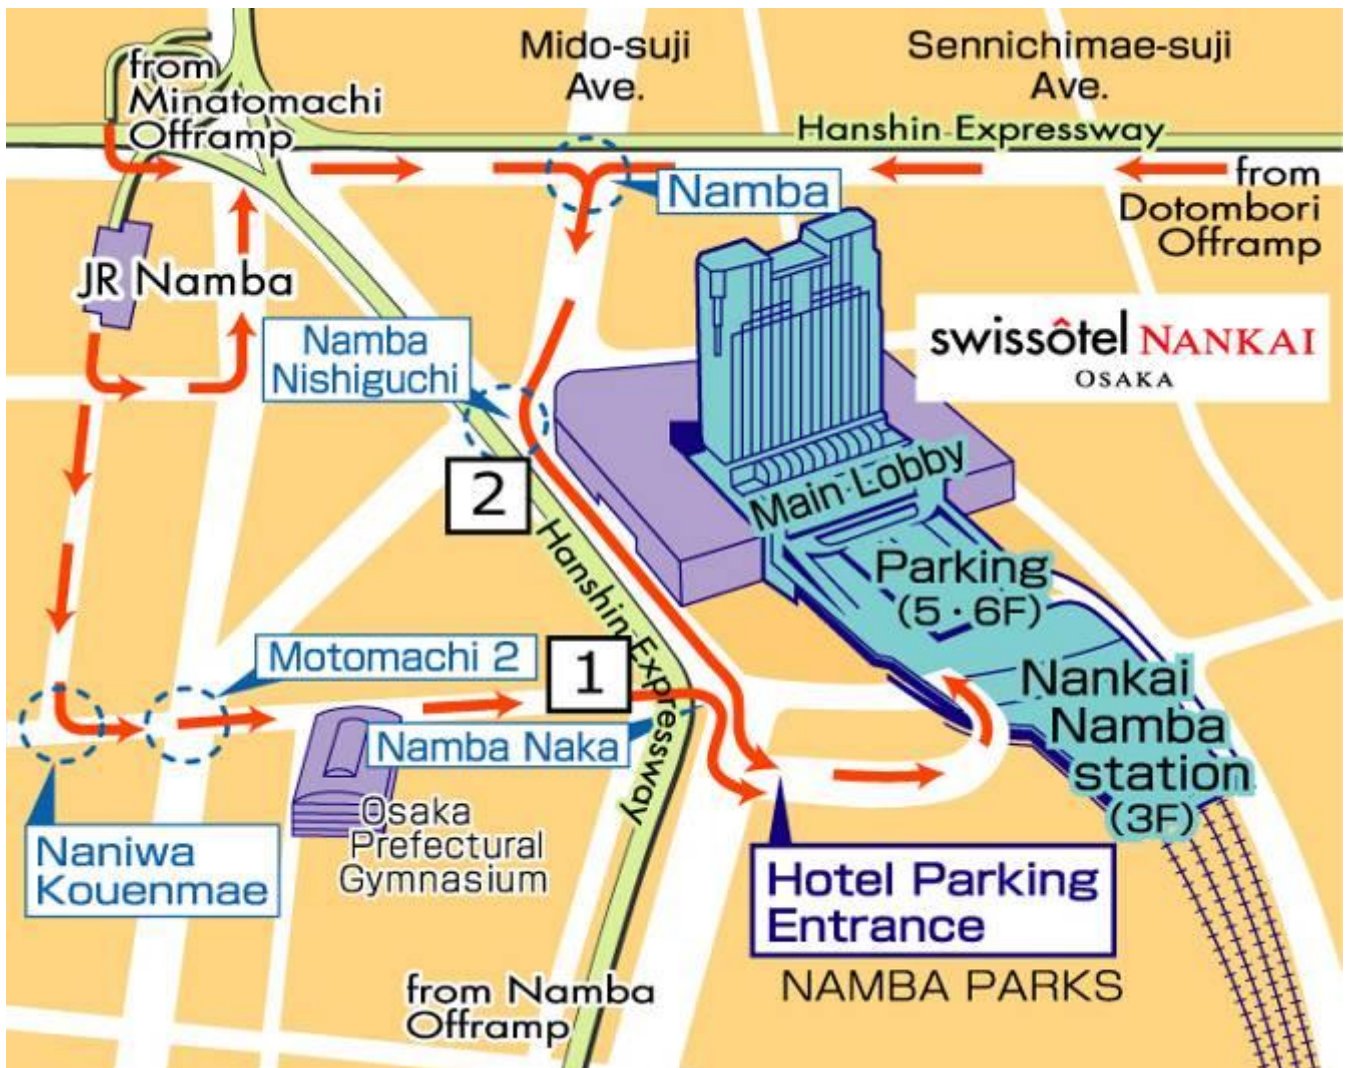 Mido-suji
Ave.
Sennichimae-suji
Ave.
from
Minatomachi
Offramp
Hanshin Expressway
Namba
from
Dotombori
Offramp
JR Namba
swissôtel NANKAI
OSAKA
Namba
Nishiguchi
2
Main Lobby
Hanshin Expressway
Parking
(5・6F)
Motomachi 2
1
Nankai
Namba
station
(3F)
Namba Naka
Osaka
Prefectural
Gymnasium
Naniwa
Kouenmae
Hotel Parking
Entrance
NAMBA PARKS
from Namba
Offramp